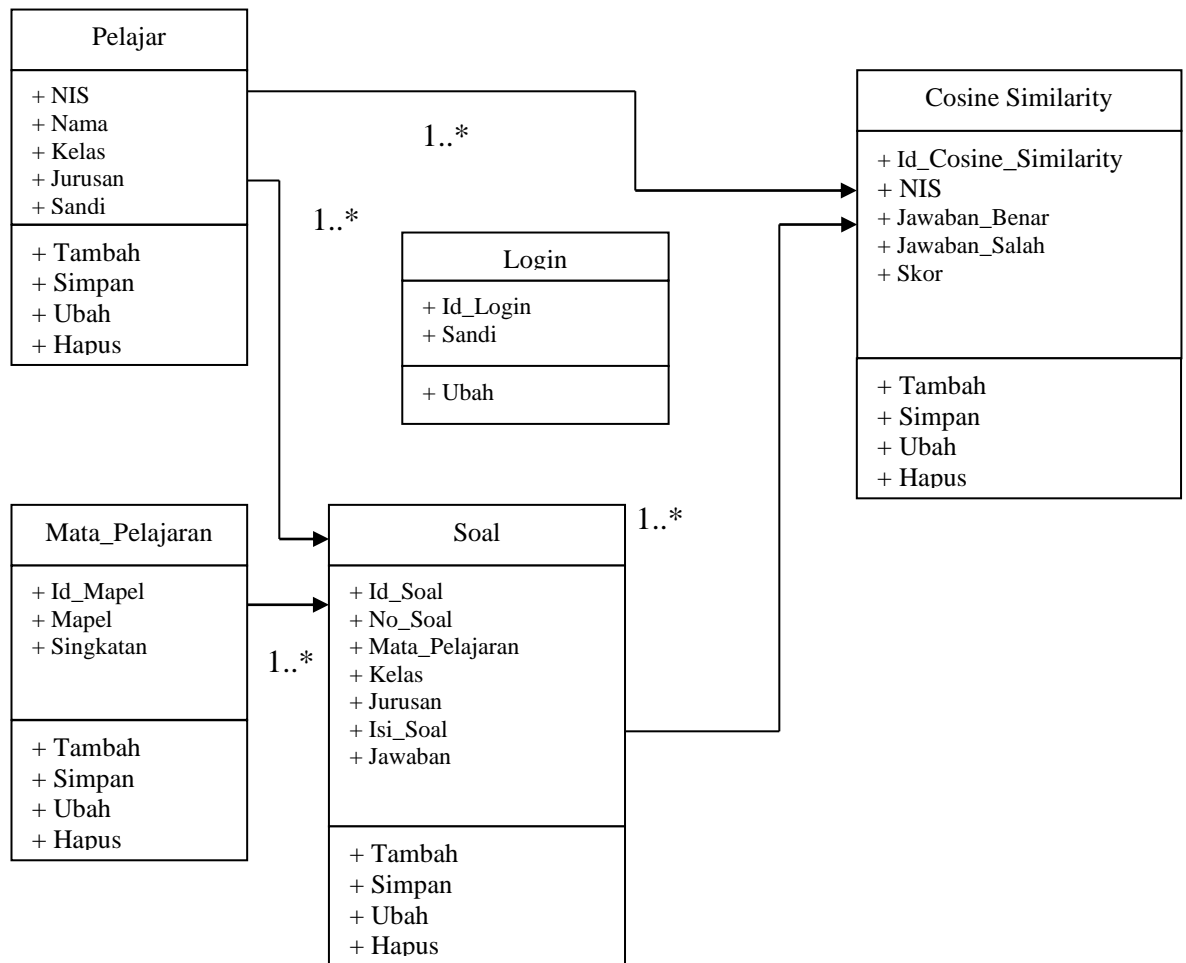 Pelajar
+ NIS
+ Nama
+ Kelas
+ Jurusan
+ Sandi
+ Tambah
+ Simpan
+ Ubah
+ Hapus
1..*
1..*
Cosine Similarity
+ Id_Cosine_Similarity
+ NIS
+ Jawaban_Benar
+ Jawaban_Salah
+ Skor
+ Tambah
+ Simpan
+ Ubah
+ Hapus
Login
+ Id_Login
+ Sandi
+ Ubah
Mata_Pelajaran
+ Id_Mapel
+ Mapel
+ Singkatan
+ Tambah
+ Simpan
+ Ubah
+ Hapus
1..*
Soal
+ Id_Soal
+ No_Soal
+ Mata_Pelajaran
+ Kelas
+ Jurusan
+ Isi_Soal
+ Jawaban
+ Tambah
+ Simpan
+ Ubah
+ Hapus
1..*